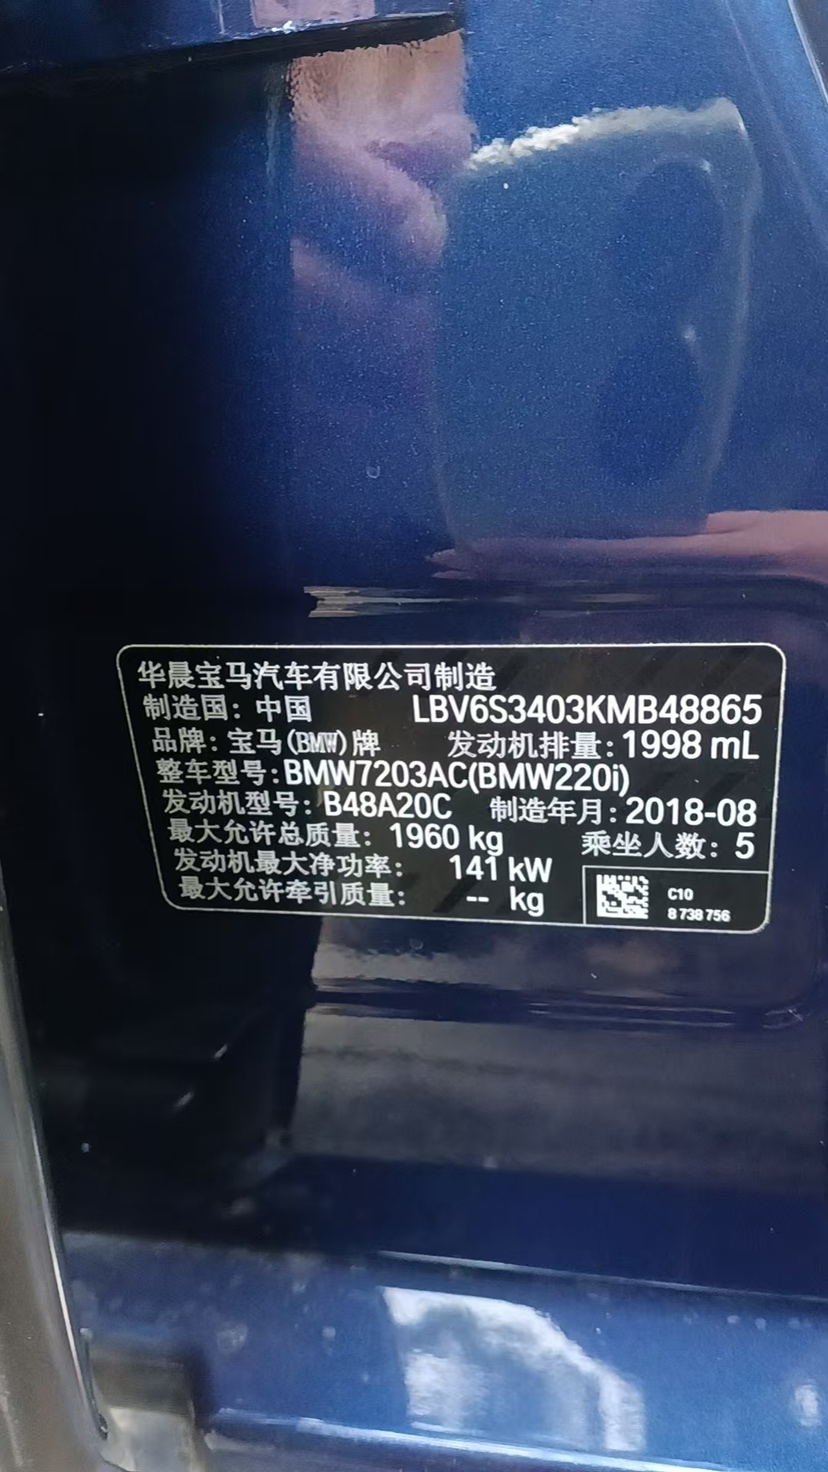 华晨宝马汽车有限公司制造
制造国：中国 LBV6S3403KMB48865
品牌：宝马(BMW)牌 发动机排量：1998 mL
整车型号：BMW7203AC(BMW220i)
发动机型号：B48A20C 制造年月：2018-08
最大允许总质量：1960 kg 乘坐人数：5
发动机最大净功率：141 kW
最大允许牵引质量：-- kg
C10
8 738 756